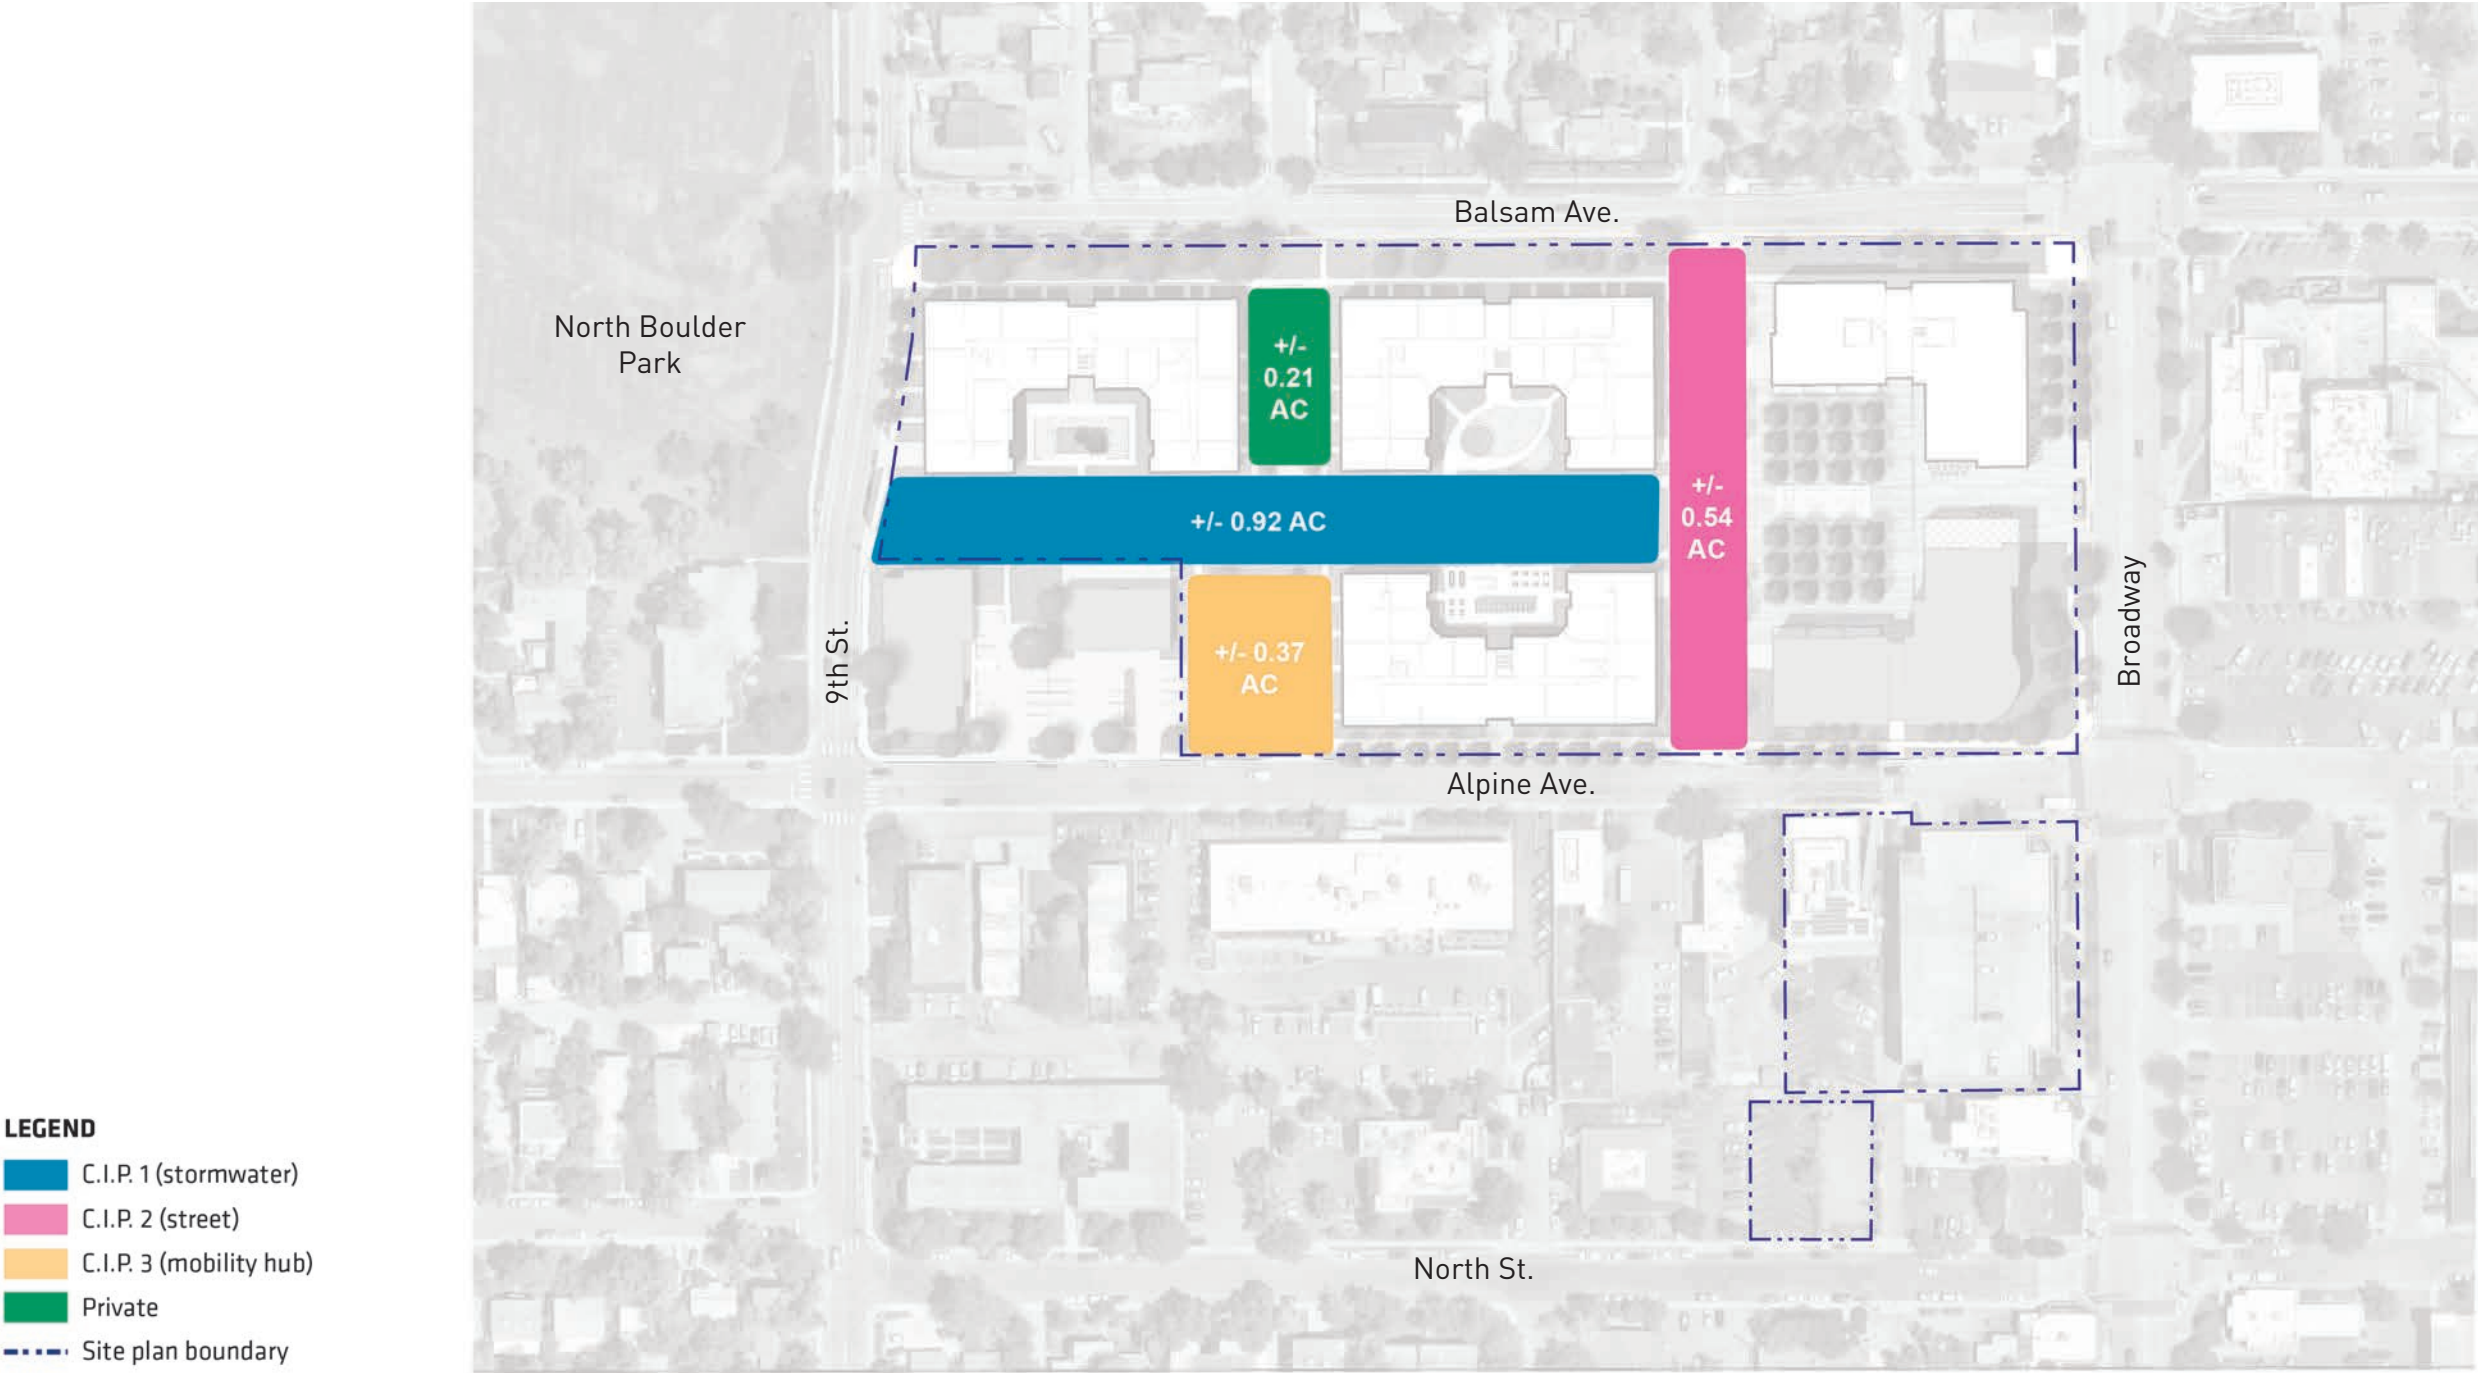 Balsam Ave.
North Boulder
Park
+/-
0.21
AC
+/- 0.92 AC
+/-
0.54
AC
+/- 0.37
AC
9th St.
Broadway
Alpine Ave.
North St.
LEGEND
C.I.P. 1 (stormwater)
C.I.P. 2 (street)
C.I.P. 3 (mobility hub)
Private
Site plan boundary